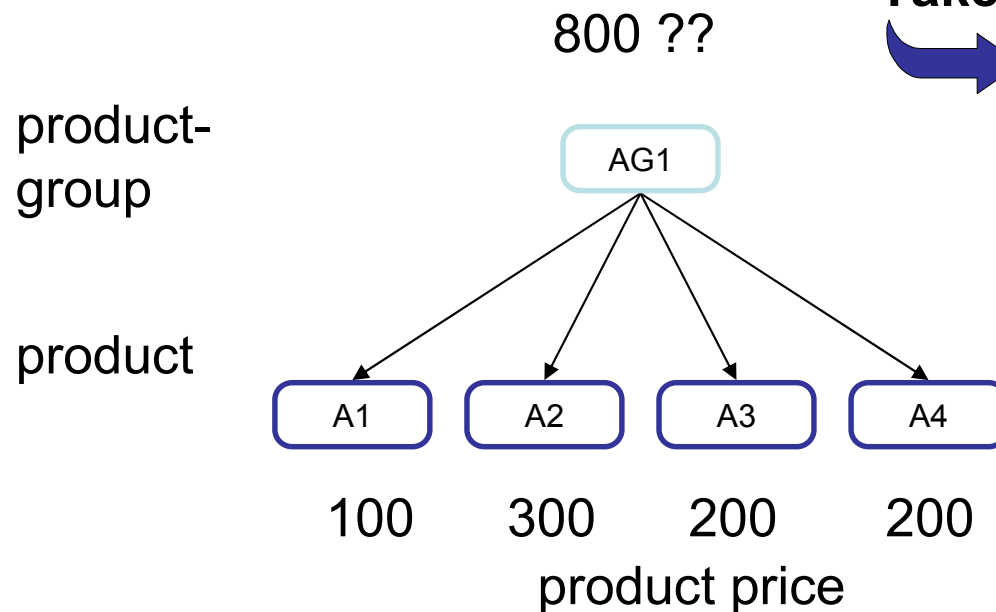 800 ??
product-
group
AG1
product
A1 A2 A3 A4
100 300 200 200
product price